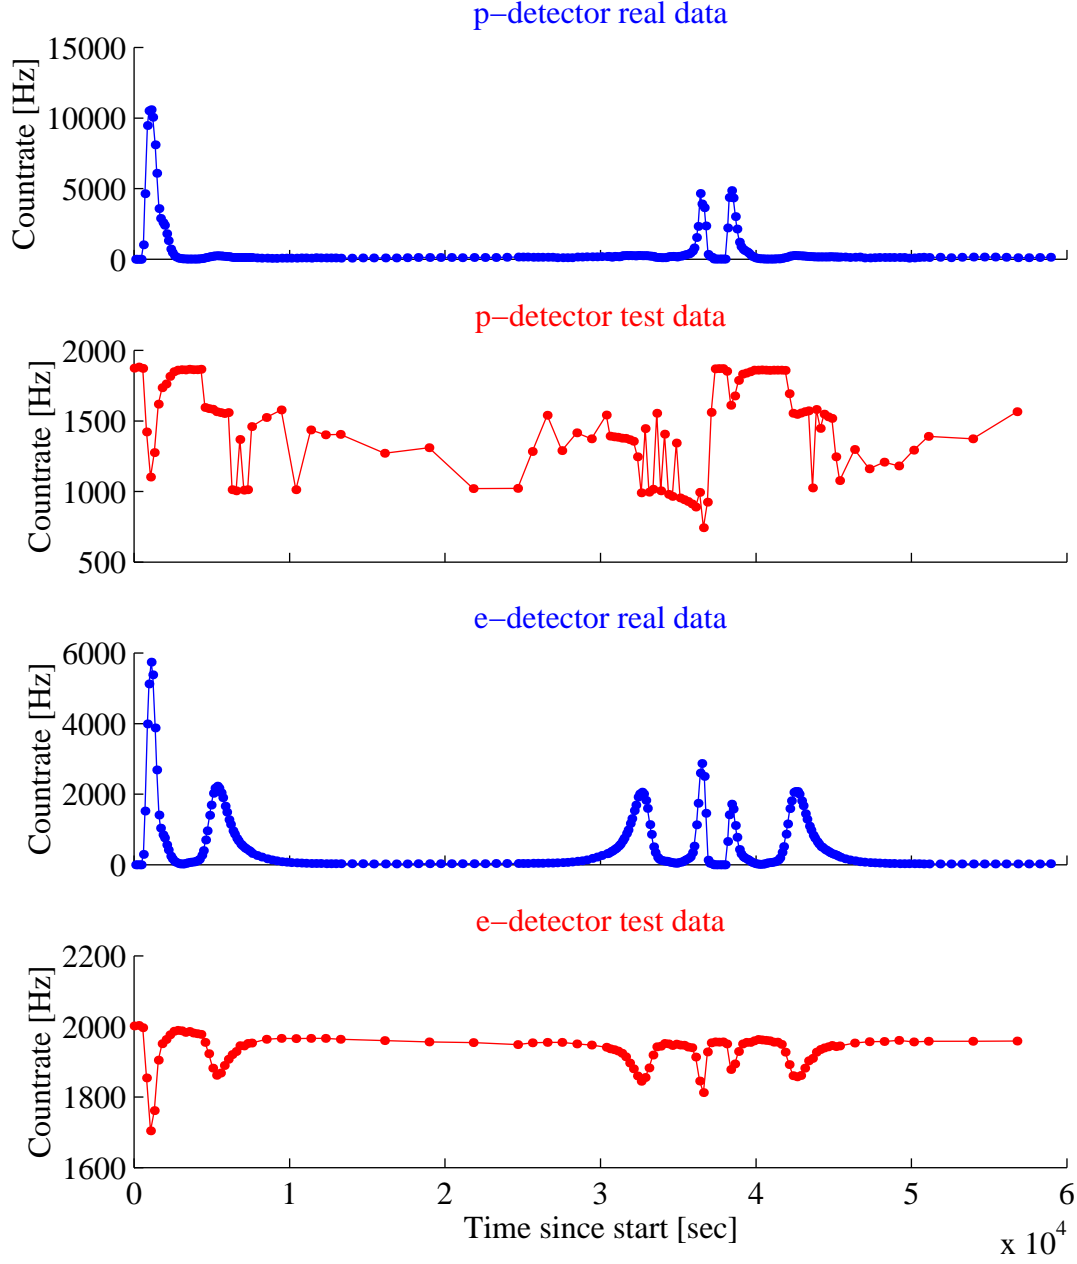 p−detector real data
15000
10000
5000
0
Countrate [Hz]
p−detector test data
2000
1500
1000
500
Countrate [Hz]
e−detector real data
6000
4000
2000
0
Countrate [Hz]
e−detector test data
2200
2000
1800
1600
Countrate [Hz]
0 1 2 3 4 5 6
Time since start [sec]
x 10^4